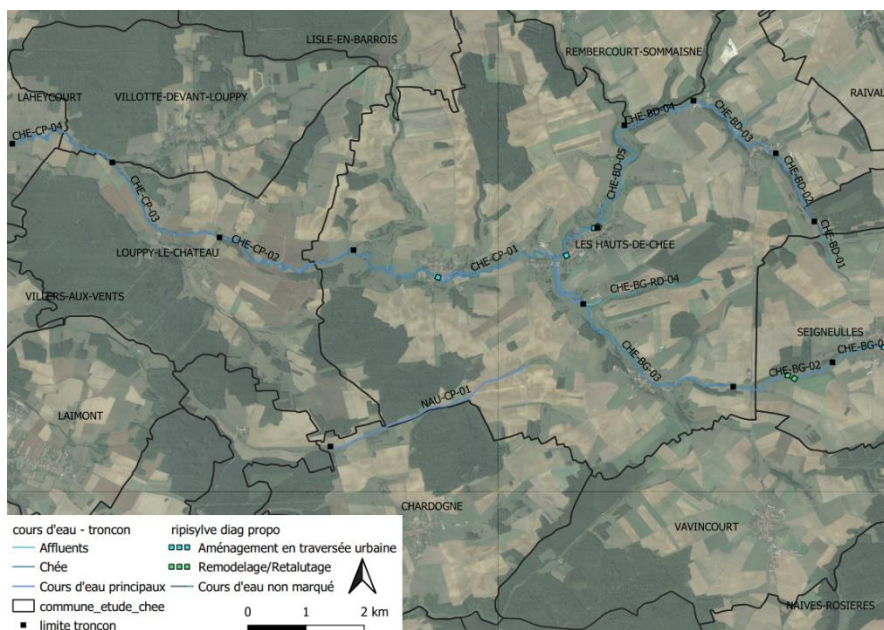 LISLE-EN-BARROIS
REMBERCOURT-SOMMAISNE
LAHEYCOURT
VILLOTTE-DEVANT-LOUPPY
RAIVAL
CHE-CP-04
CHE-BD-04
CHE-BD-03
CHE-BD-05
CHE-BD-02
CHE-CP-03
LOUPPY-LE-CHATEAU
CHE-CP-02
CHE-CP-01
LES HAUTS-DE-CHEE
CHE-BD-01
CHE-BG-RD-04
VILLERS-AUX-VENTS
SEIGNEULLES
CHE-BG-03
CHE-BG-02
CHE-BG-0
LAIMONT
NAU-CP-01
CHARDOGNE
VAVINCOURT
NAIVES-ROSIERES
cours d'eau - troncon
Affluents
Chée
Cours d'eau principaux
commune_etude_chee
limite troncon
ripisylve diag propo
Aménagement en traversée urbaine
Remodelage/Retalutage
Cours d'eau non marqué
0 1 2 km